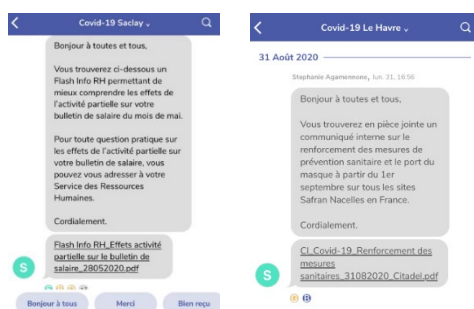 Covid-19 Saclay
Bonjour à toutes et tous,
Vous trouverez ci-dessous un
Flash Info RH permettant de
mieux comprendre les effets de
l'activité partielle sur votre
bulletin de salaire du mois de mai.
Pour toute question pratique sur
les effets de l'activité partielle sur
votre bulletin de salaire, vous
pouvez vous adresser à votre
Service des Ressources
Humaines.
Cordialement.
Flash Info RH_Effets activité
partielle sur le bulletin de
salaire_28052020.pdf
S
Bonjour à tous
Merci
Bien reçu
Covid-19 Le Havre
31 Août 2020
Stephanie Agamennone, lun. 31, 16:56
Bonjour à toutes et tous,
Vous trouverez en pièce jointe un
communiqué interne sur le
renforcement des mesures de
prévention sanitaire et le port du
masque à partir du 1er
septembre sur tous les sites
Safran Nacelles en France.
Cordialement.
CI_Covid-19_Renforcement des
mesures
sanitaires_31082020_Citadel.pdf
S